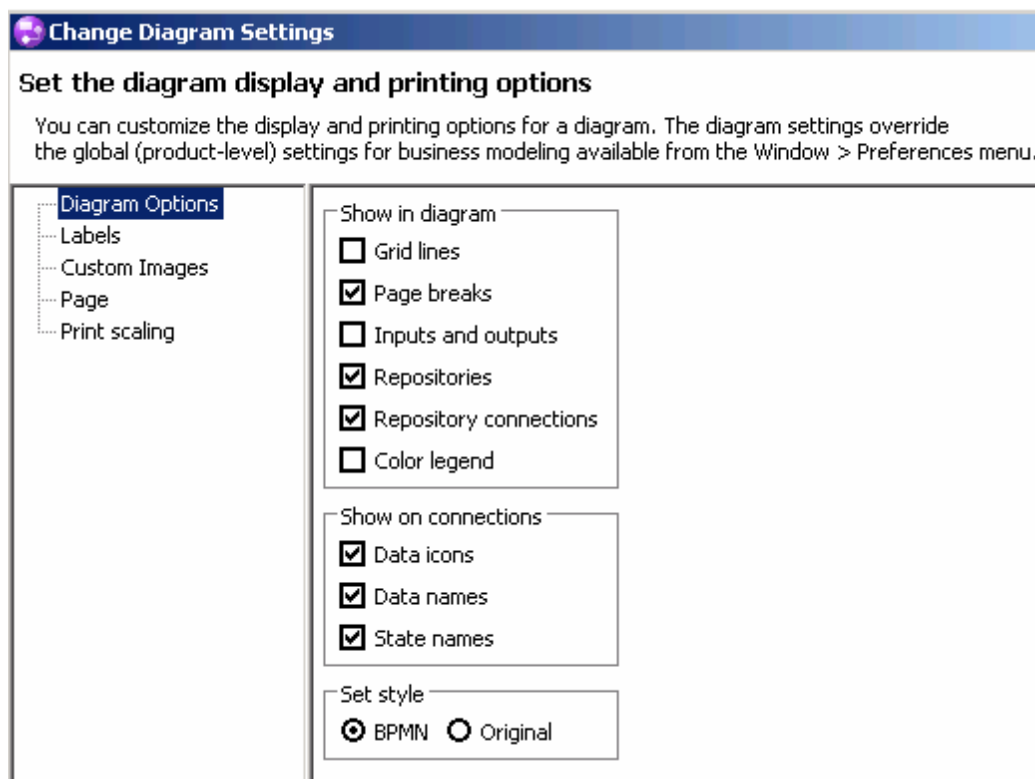 Change Diagram Settings
Set the diagram display and printing options
You can customize the display and printing options for a diagram. The diagram settings override
the global (product-level) settings for business modeling available from the Window > Preferences menu.
Diagram Options
Labels
Custom Images
Page
Print scaling
Show in diagram
Grid lines
Page breaks
Inputs and outputs
Repositories
Repository connections
Color legend
Show on connections
Data icons
Data names
State names
Set style
BPMN Original